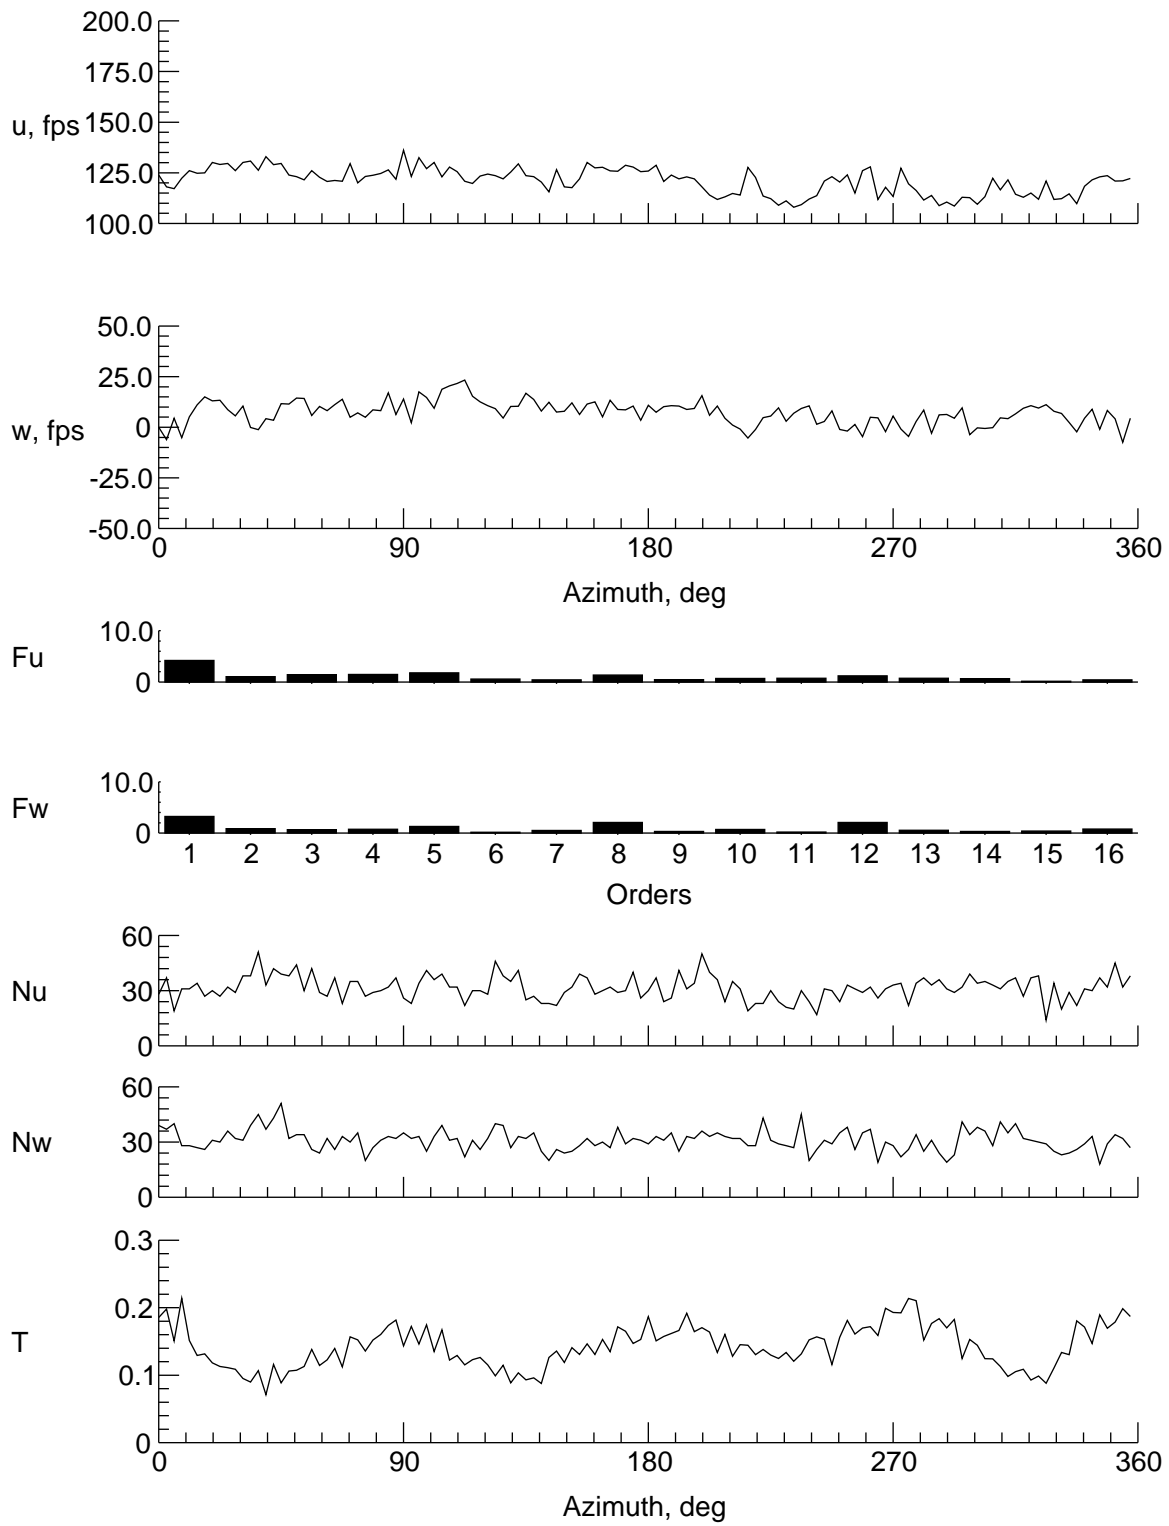 200.0
175.0
u, fps 150.0
125.0
100.0
50.0
25.0
w, fps 0
-25.0
-50.0
0 90 180 270 360
Azimuth, deg
10.0
Fu
0
10.0
Fw
0
1 2 3 4 5 6 7 8 9 10 11 12 13 14 15 16
Orders
60
Nu 30
0
60
Nw 30
0
0.3
0.2
T
0.1
0
0 90 180 270 360
Azimuth, deg